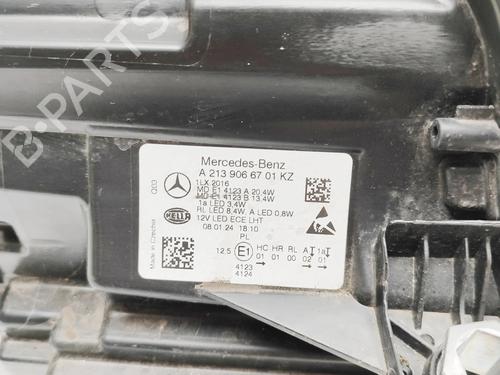 B-PARTS
Mercedes-Benz
A 213 906 67 01 KZ
1LX 2016
MD E1 4123 A 20.4W
MD E1 4123 B 13.4W
1a LED 3.4W
RL LED 8.4W, A LED 0.8W
12V LED ECE LHT
08.01.24 18:10
PL
Q03
HELLA
Made in Czechia
12.5 E1 HC HR RL A 1a
01 01 00 02 01
4123
4124